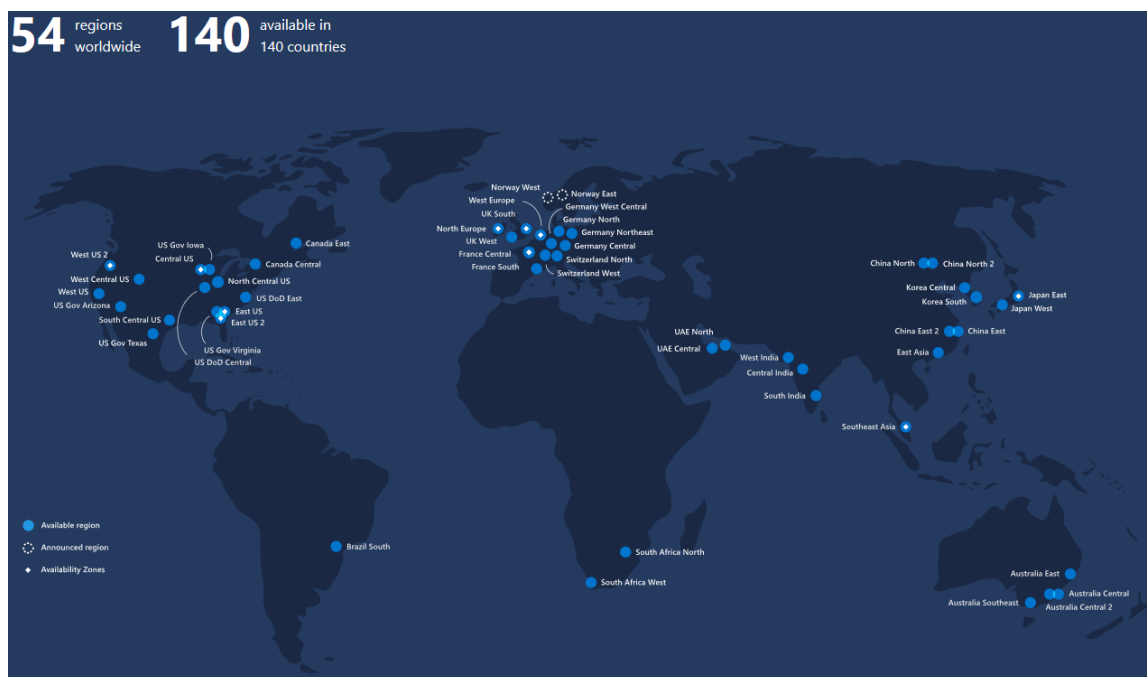 54
regions
worldwide
140
available in
140 countries
Norway West
Norway East
West Europe
Germany West Central
UK South
Germany North
North Europe
Germany Northeast
UK West
Germany Central
France Central
Switzerland North
France South
Switzerland West
US Gov Iowa
Canada East
West US 2
Central US
Canada Central
West Central US
North Central US
West US
US DoD East
US Gov Arizona
East US
South Central US
East US 2
US Gov Texas
US Gov Virginia
US DoD Central
China North
China North 2
Korea Central
Japan East
Korea South
Japan West
UAE North
China East 2
China East
UAE Central
West India
East Asia
Central India
South India
Southeast Asia
Available region
Announced region
Availability Zones
Brazil South
South Africa North
South Africa West
Australia East
Australia Central
Australia Southeast
Australia Central 2